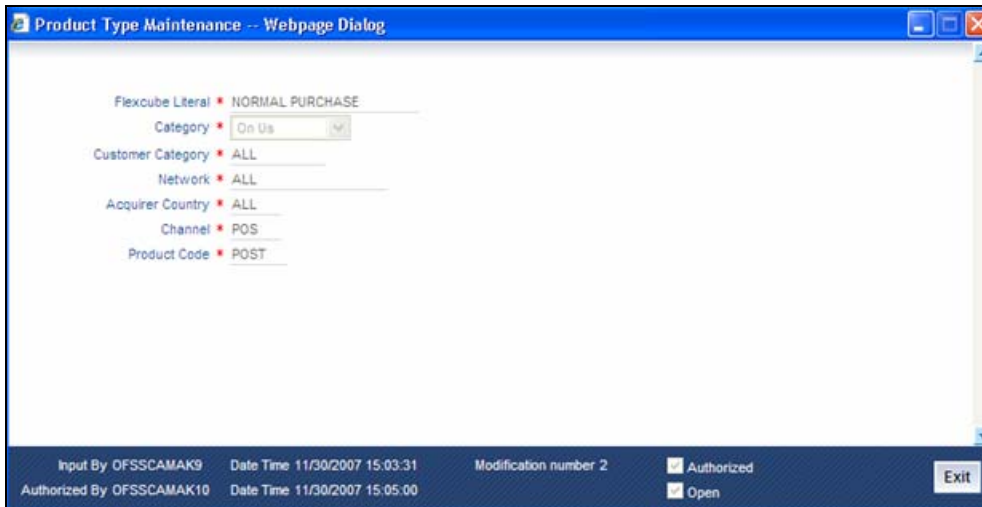 Product Type Maintenance -- Webpage Dialog
Flexcube Literal * NORMAL PURCHASE
Category * On Us
Customer Category * ALL
Network * ALL
Acquirer Country * ALL
Channel * POS
Product Code * POST
Input By OFSSCAMAK9 Date Time 11/30/2007 15:03:31 Modification number 2 Authorized
Authorized By OFSSCAMAK10 Date Time 11/30/2007 15:05:00 Open
Exit